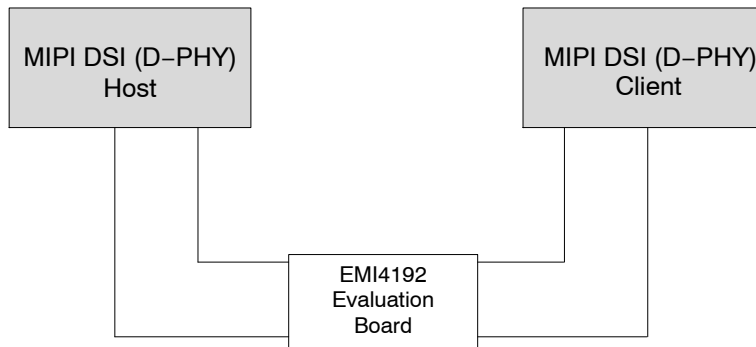 MIPI DSI (D−PHY)
Host
MIPI DSI (D−PHY)
Client
EMI4192
Evaluation
Board